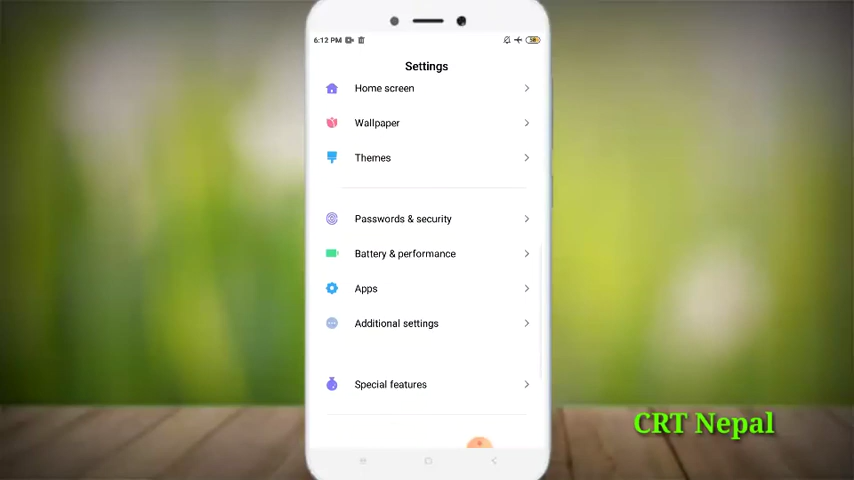 6:12 PM
Settings
Home screen
Wallpaper
Themes
Passwords & security
Battery & performance
Apps
Additional settings
Special features
CRT Nepal